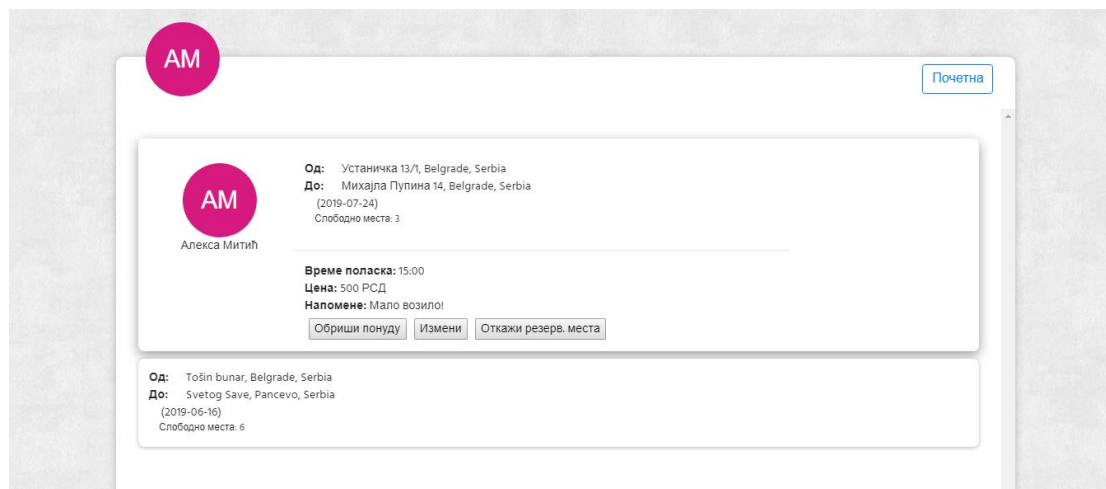 AM
Почетна
AM
Алекса Митић
Од: Устаничка 13/1, Belgrade, Serbia
До: Михајла Пупина 14, Belgrade, Serbia
(2019-07-24)
Слободно места: 3
Време поласка: 15:00
Цена: 500 РСД
Напомене: Мало возило!
Обриши понуду Измени Откажи резерв. места
Од: Tošin bunar, Belgrade, Serbia
До: Svetog Save, Pancevo, Serbia
(2019-06-16)
Слободно места: 6